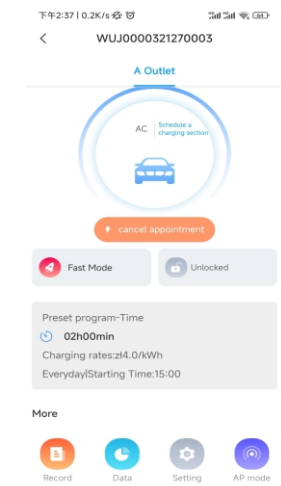 下午2:37 | 0.2K/s
64
WUJ0000321270003
A Outlet
AC
Schedule a
charging section
cancel appointment
Fast Mode
Unlocked
Preset program-Time
02h00min
Charging rates:zł4.0/kWh
Everyday|Starting Time:15:00
More
Record
Data
Setting
AP mode